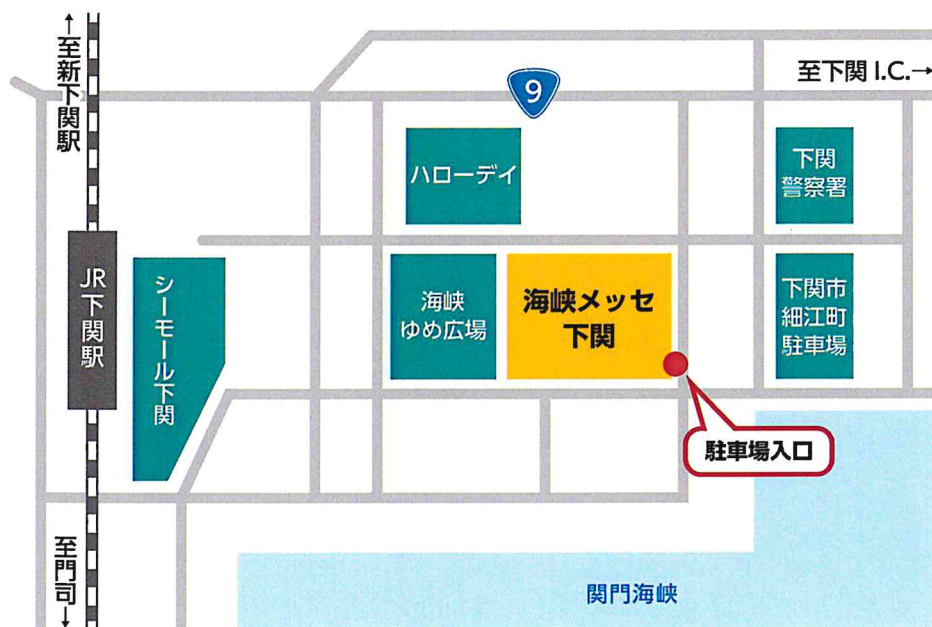 ↑至新下関駅
9
至下関 I.C.→
ハローデイ
下関
警察署
JR下関駅
シーモール下関
海峡
ゆめ広場
海峡メッセ
下関
下関市
細江町
駐車場
駐車場入口
至門司↓
関門海峡